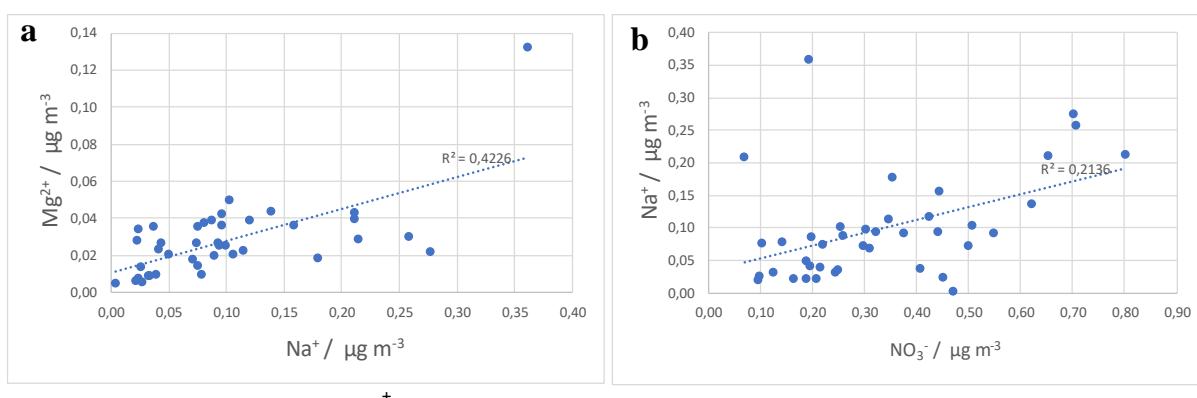 a
0,14
0,12
0,10
0,08
0,06
0,04
0,02
0,00
Mg²⁺ / µg m⁻³
R² = 0,4226
0,00 0,05 0,10 0,15 0,20 0,25 0,30 0,35 0,40
Na⁺ / µg m⁻³
b
0,40
0,35
0,30
0,25
0,20
0,15
0,10
0,05
0,00
Na⁺ / µg m⁻³
R² = 0,2136
0,00 0,10 0,20 0,30 0,40 0,50 0,60 0,70 0,80 0,90
NO₃⁻ / µg m⁻³
+